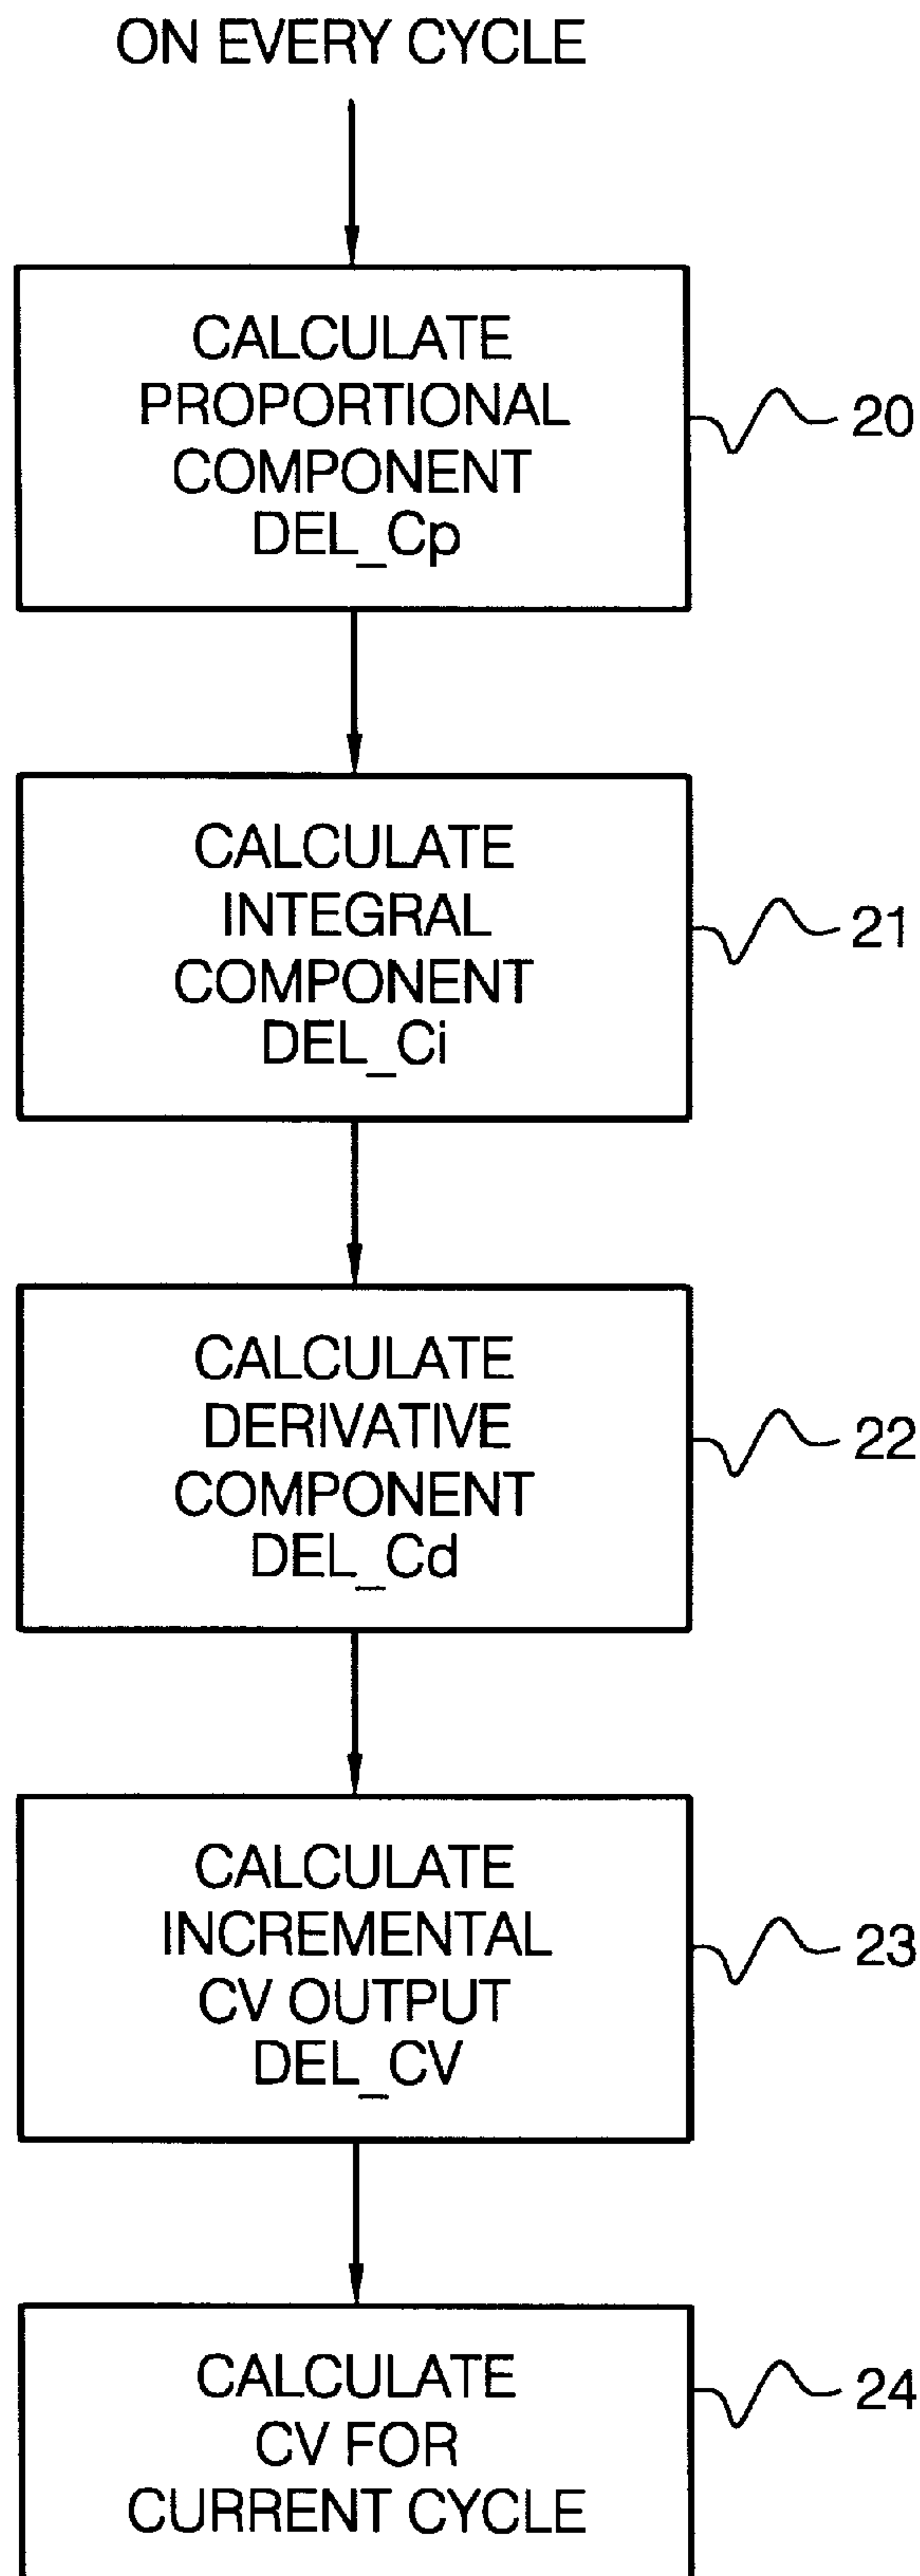 ON EVERY CYCLE
CALCULATE
PROPORTIONAL
COMPONENT
DEL_Cp
20
CALCULATE
INTEGRAL
COMPONENT
DEL_Ci
21
CALCULATE
DERIVATIVE
COMPONENT
DEL_Cd
22
CALCULATE
INCREMENTAL
CV OUTPUT
DEL_CV
23
CALCULATE
CV FOR
CURRENT CYCLE
24